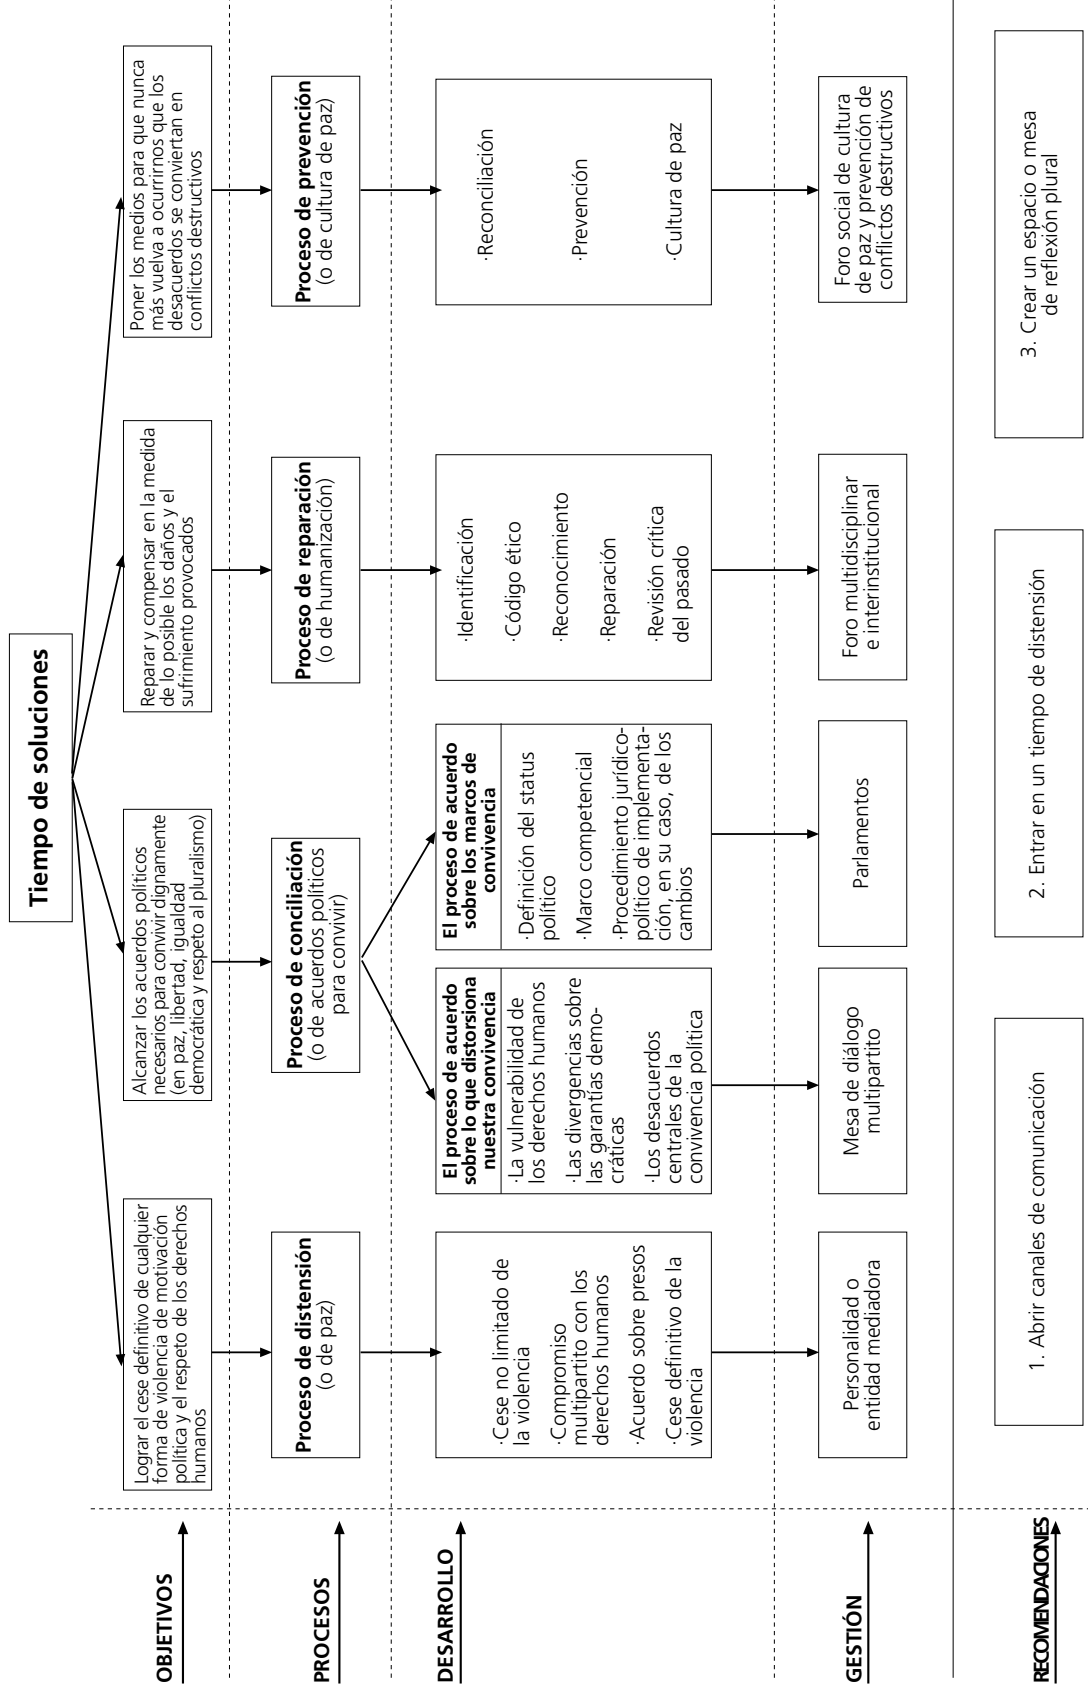 Tiempo de soluciones
OBJETIVOS
Lograr el cese definitivo de cualquier
forma de violencia de motivación
política y el respeto de los derechos
humanos
Alcanzar los acuerdos políticos
necesarios para convivir dignamente
(en paz, libertad, igualdad
democrática y respeto al pluralismo)
Reparar y compensar en la medida
de lo posible los daños y el
sufrimiento provocados
Poner los medios para que nunca
más vuelva a ocurrirnos que los
desacuerdos se conviertan en
conflictos destructivos
PROCESOS
Proceso de distensión
(o de paz)
Proceso de conciliación
(o de acuerdos políticos
para convivir)
Proceso de reparación
(o de humanización)
Proceso de prevención
(o de cultura de paz)
DESARROLLO
·Cese no limitado de
la violencia
·Compromiso
multipartito con los
derechos humanos
·Acuerdo sobre presos
·Cese definitivo de la
violencia
El proceso de acuerdo
sobre lo que distorsiona
nuestra convivencia
·La vulnerabilidad de
los derechos humanos
·Las divergencias sobre
las garantías demo-
cráticas
·Los desacuerdos
centrales de la
convivencia política
El proceso de acuerdo
sobre los marcos de
convivencia
·Definición del status
político
·Marco competencial
·Procedimiento jurídico-
político de implementa-
ción, en su caso, de los
cambios
·Identificación
·Código ético
·Reconocimiento
·Reparación
·Revisión crítica
del pasado
·Reconciliación
·Prevención
·Cultura de paz
GESTIÓN
Personalidad o
entidad mediadora
Mesa de diálogo
multipartito
Parlamentos
Foro multidisciplinar
e interinstitucional
Foro social de cultura
de paz y prevención de
conflictos destructivos
RECOMENDACIONES
1. Abrir canales de comunicación
2. Entrar en un tiempo de distensión
3. Crear un espacio o mesa
de reflexión plural